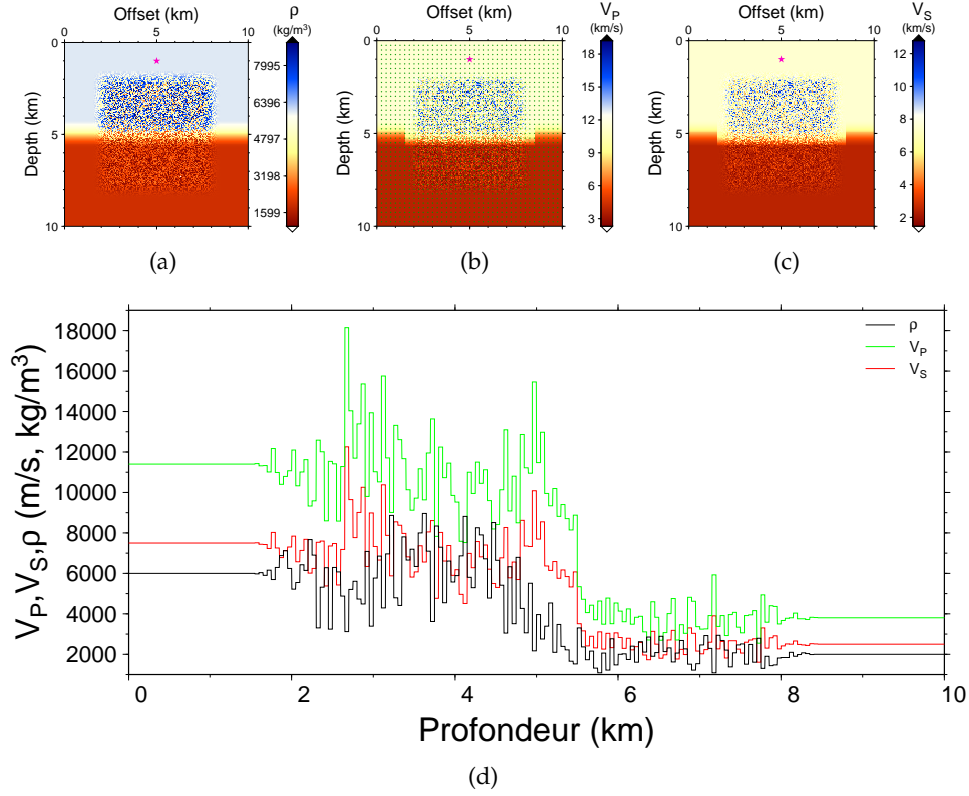 Offset (km)
ρ
(kg/m³)
0 5 10
Depth (km)
0
5
10
7995
6396
4797
3198
1599
(a)
Offset (km)
V_P
(km/s)
0 5 10
Depth (km)
0
5
10
18
15
12
9
6
3
(b)
Offset (km)
V_S
(km/s)
0 5 10
Depth (km)
0
5
10
12
10
8
6
4
2
(c)
V_P,V_S,ρ (m/s, kg/m³)
18000
16000
14000
12000
10000
8000
6000
4000
2000
ρ
V_P
V_S
0 2 4 6 8 10
Profondeur (km)
(d)